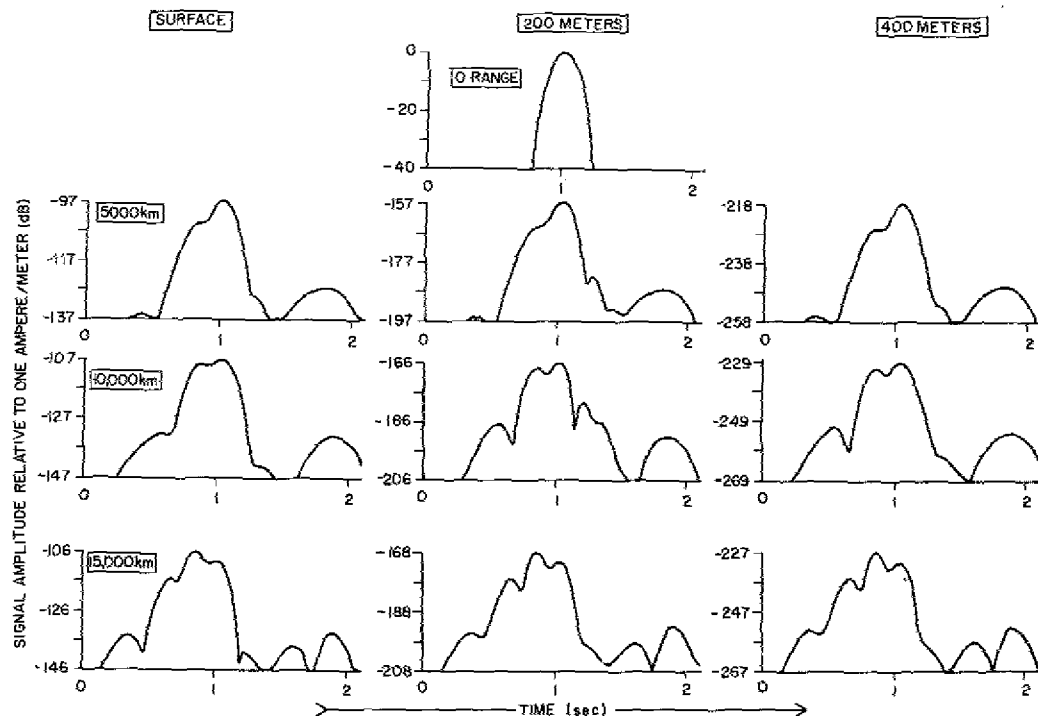 SURFACE
200 METERS
400 METERS
0
-20
-40
0 RANGE
0 1 2
SIGNAL AMPLITUDE RELATIVE TO ONE AMPERE/METER (dB)
-97
-117
-137
5000km
0 1 2
-157
-177
-197
0 1 2
-218
-238
-258
0 1 2
-107
-127
-147
10,000km
0 1 2
-166
-166
-206
0 1 2
-229
-249
-269
0 1 2
-106
-126
-146
15,000km
0 1 2
-168
-188
-208
0 1 2
-227
-247
-267
0 1 2
TIME (sec)